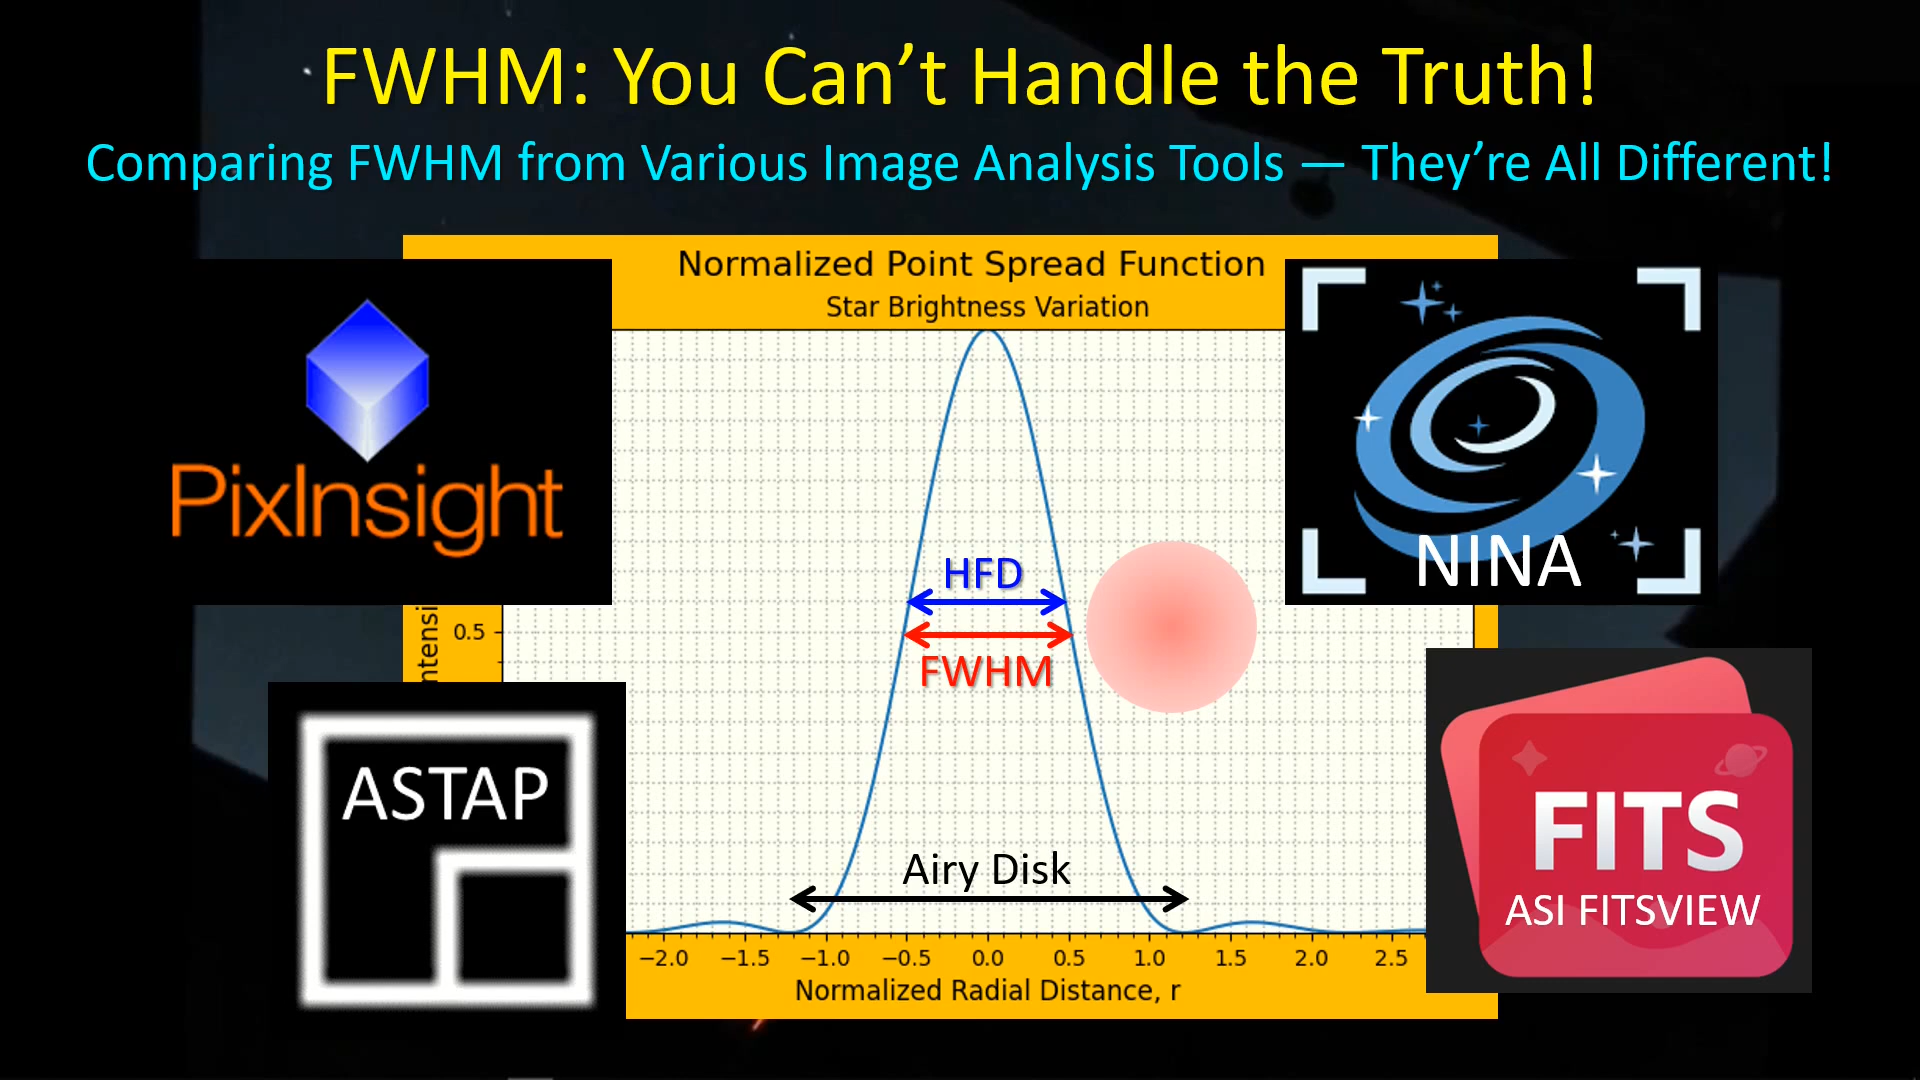 FWHM: You Can’t Handle the Truth!
Comparing FWHM from Various Image Analysis Tools — They’re All Different!
Normalized Point Spread Function
Star Brightness Variation
PixInsight
NINA
HFD
FWHM
0.5
ASTAP
Airy Disk
FITS
ASI FITSVIEW
−2.0 −1.5 −1.0 −0.5 0.0 0.5 1.0 1.5 2.0 2.5
Normalized Radial Distance, r